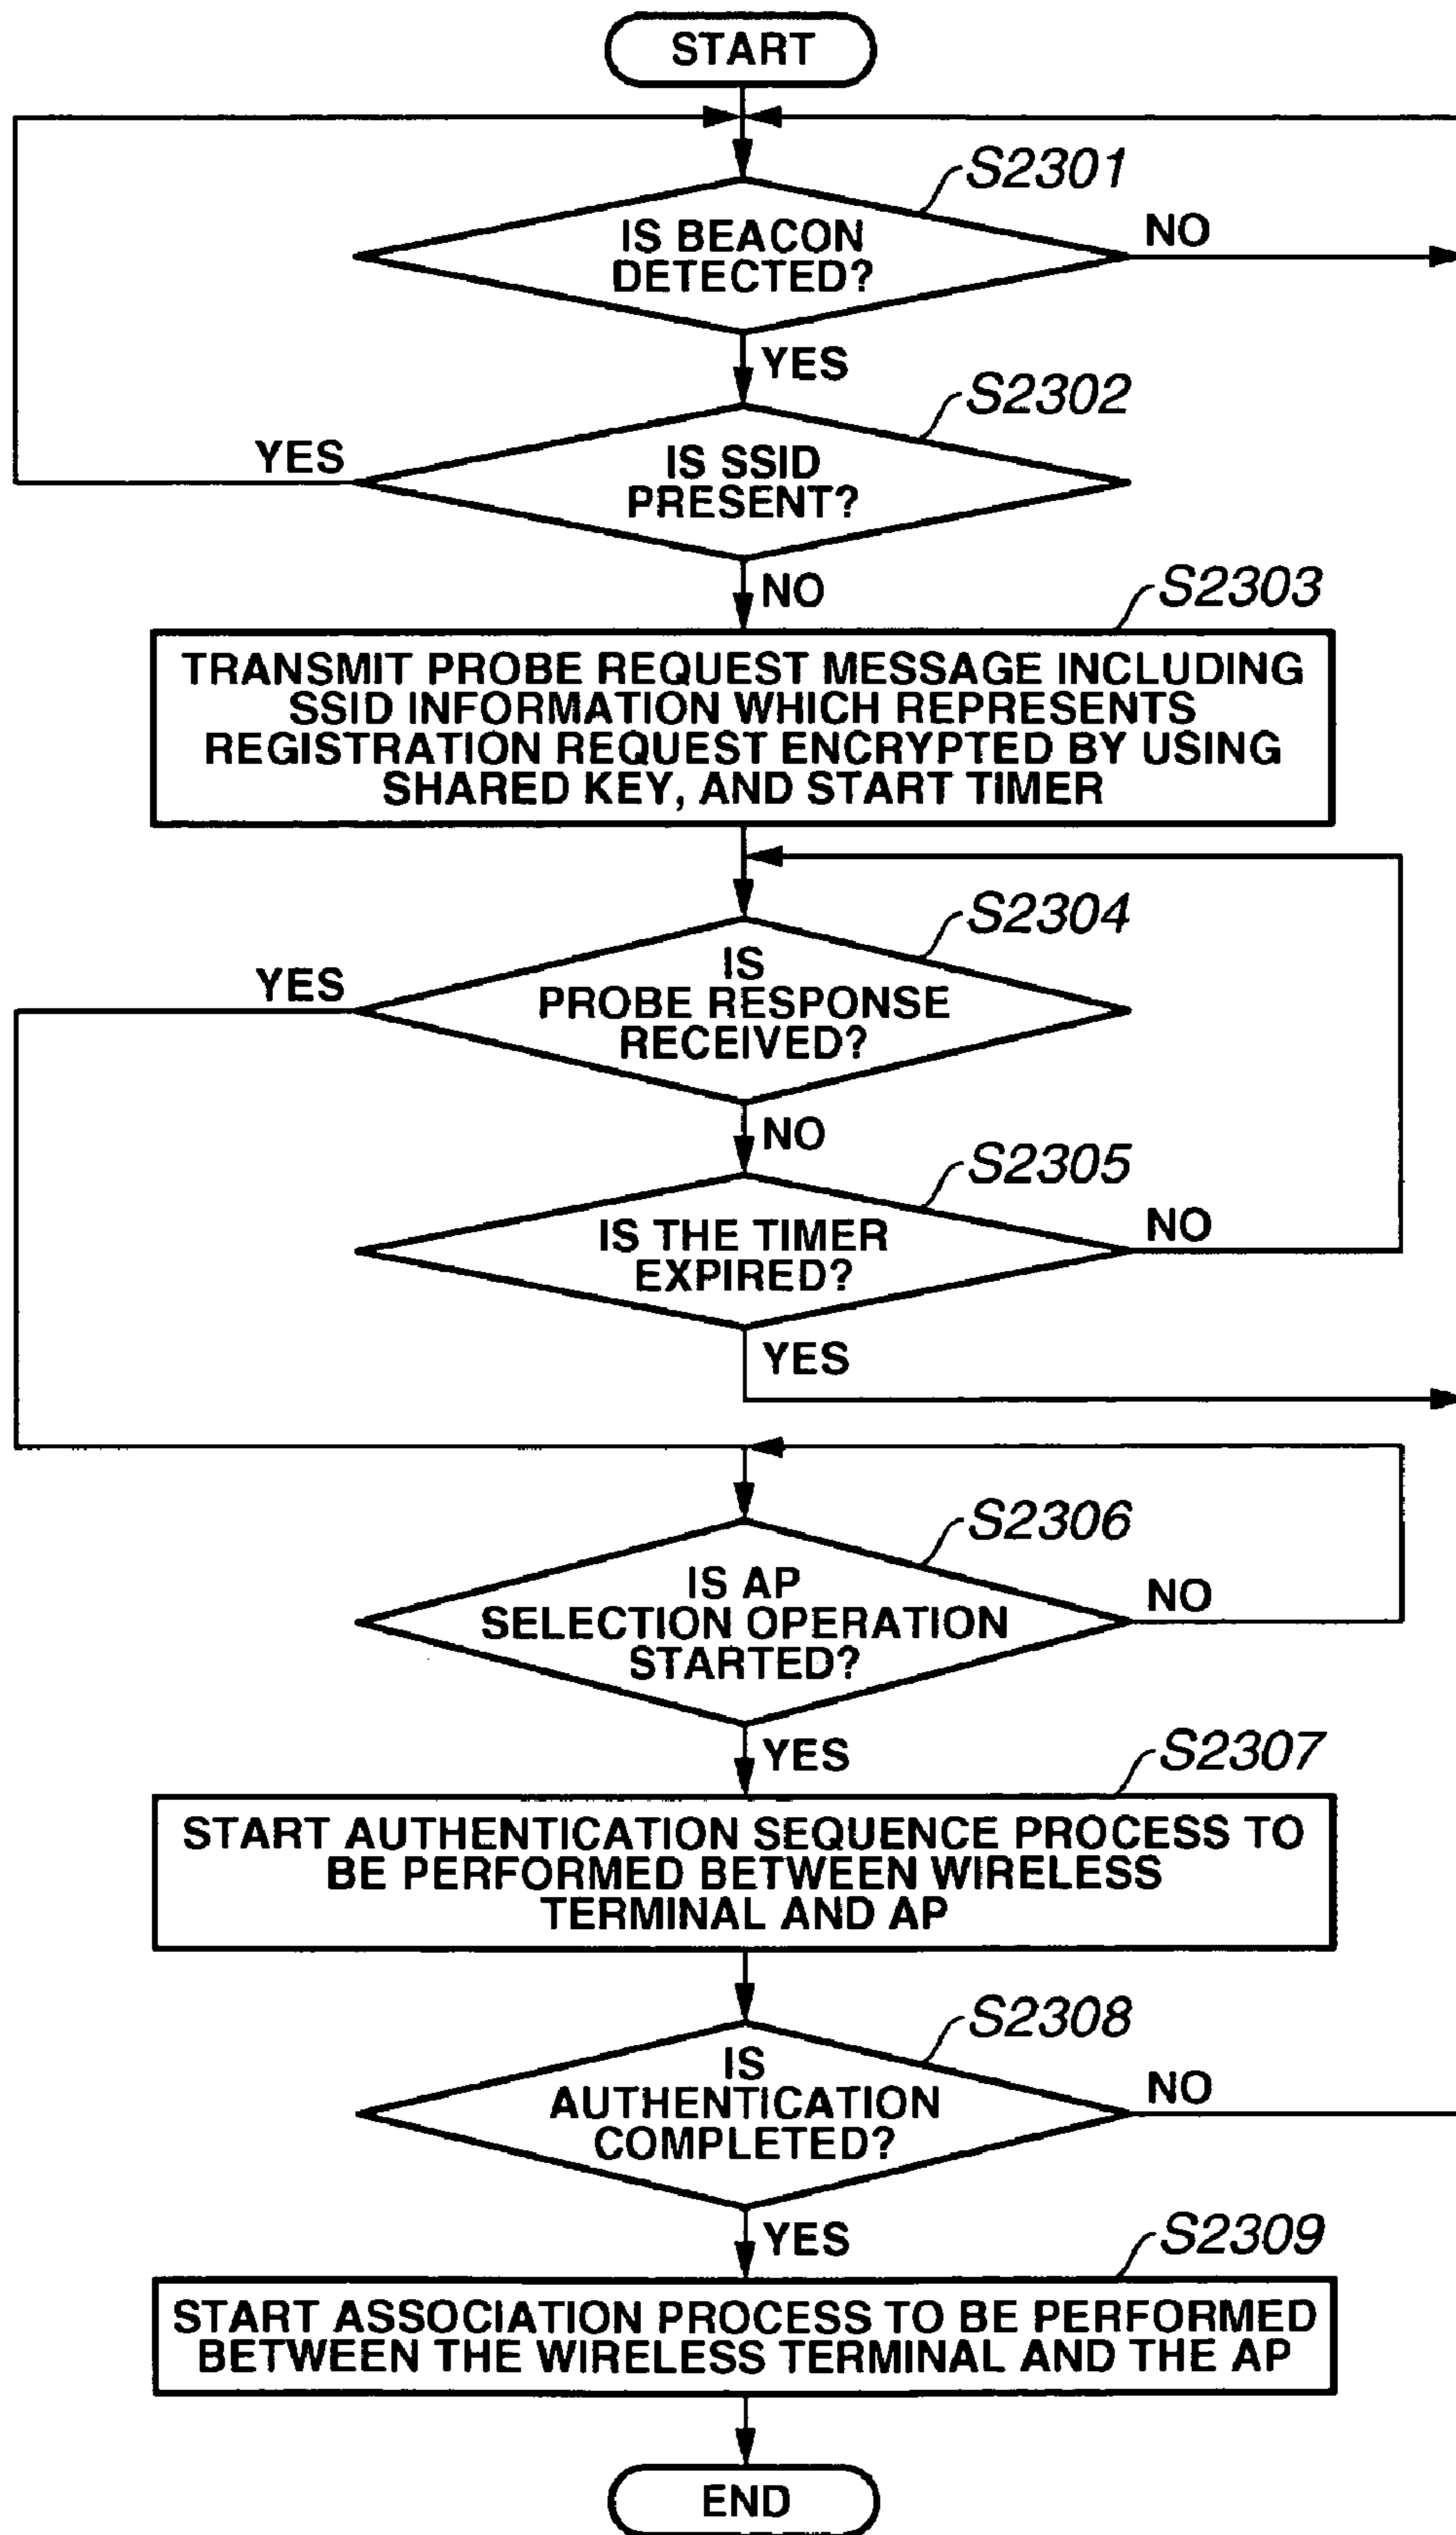 START
S2301
IS BEACON
DETECTED?
NO
YES
S2302
YES
IS SSID
PRESENT?
NO
S2303
TRANSMIT PROBE REQUEST MESSAGE INCLUDING
SSID INFORMATION WHICH REPRESENTS
REGISTRATION REQUEST ENCRYPTED BY USING
SHARED KEY, AND START TIMER
S2304
YES
IS
PROBE RESPONSE
RECEIVED?
NO
S2305
IS THE TIMER
EXPIRED?
NO
YES
S2306
IS AP
SELECTION OPERATION
STARTED?
NO
YES
S2307
START AUTHENTICATION SEQUENCE PROCESS TO
BE PERFORMED BETWEEN WIRELESS
TERMINAL AND AP
S2308
IS
AUTHENTICATION
COMPLETED?
NO
YES
S2309
START ASSOCIATION PROCESS TO BE PERFORMED
BETWEEN THE WIRELESS TERMINAL AND THE AP
END